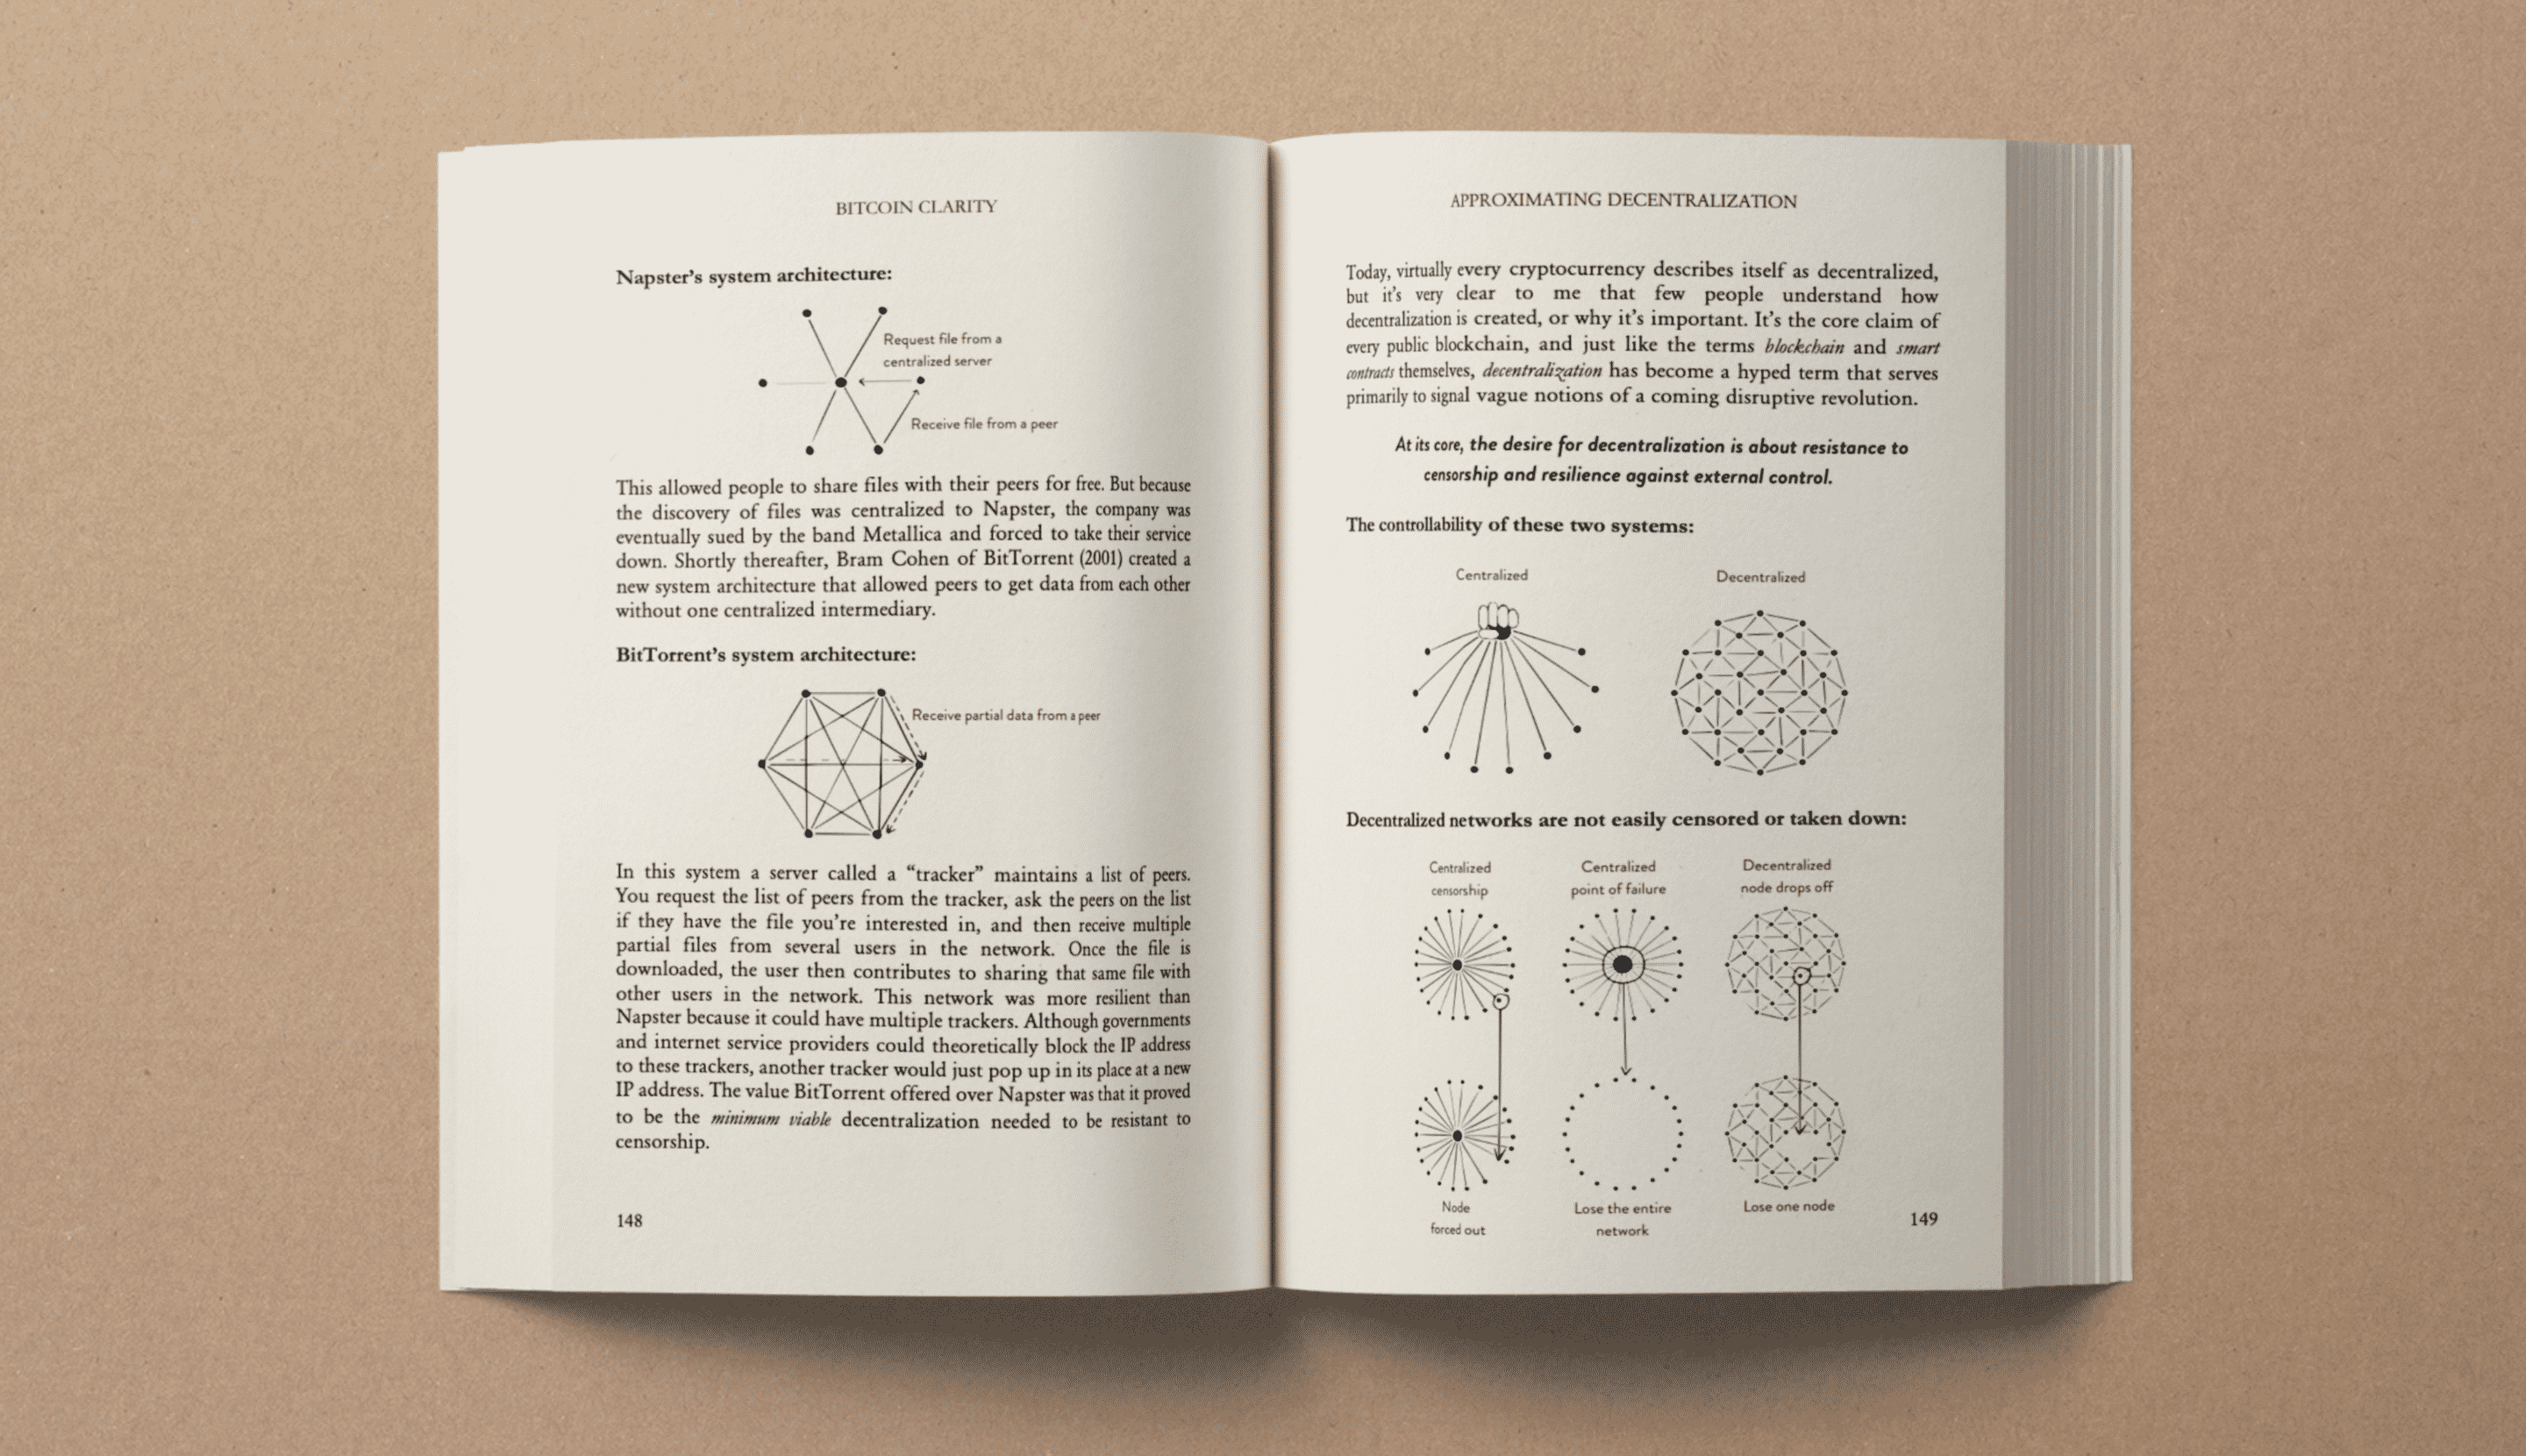 BITCOIN CLARITY
Napster's system architecture:
Request file from a
centralized server
Receive file from a peer
This allowed people to share files with their peers for free. But because
the discovery of files was centralized to Napster, the company was
eventually sued by the band Metallica and forced to take their service
down. Shortly thereafter, Bram Cohen of BitTorrent (2001) created a
new system architecture that allowed peers to get data from each other
without one centralized intermediary.
BitTorrent's system architecture:
Receive partial data from a peer
In this system a server called a “tracker” maintains a list of peers.
You request the list of peers from the tracker, ask the peers on the list
if they have the file you're interested in, and then receive multiple
partial files from several users in the network. Once the file is
downloaded, the user then contributes to sharing that same file with
other users in the network. This network was more resilient than
Napster because it could have multiple trackers. Although governments
and internet service providers could theoretically block the IP address
to these trackers, another tracker would just pop up in its place at a new
IP address. The value BitTorrent offered over Napster was that it proved
to be the minimum viable decentralization needed to be resistant to
censorship.
148
APPROXIMATING DECENTRALIZATION
Today, virtually every cryptocurrency describes itself as decentralized,
but it's very clear to me that few people understand how
decentralization is created, or why it's important. It's the core claim of
every public blockchain, and just like the terms blockchain and smart
contracts themselves, decentralization has become a hyped term that serves
primarily to signal vague notions of a coming disruptive revolution.
At its core, the desire for decentralization is about resistance to
censorship and resilience against external control.
The controllability of these two systems:
Centralized
Decentralized
Decentralized networks are not easily censored or taken down:
Centralized
censorship
Centralized
point of failure
Decentralized
node drops off
Node
forced out
Lose the entire
network
Lose one node
149